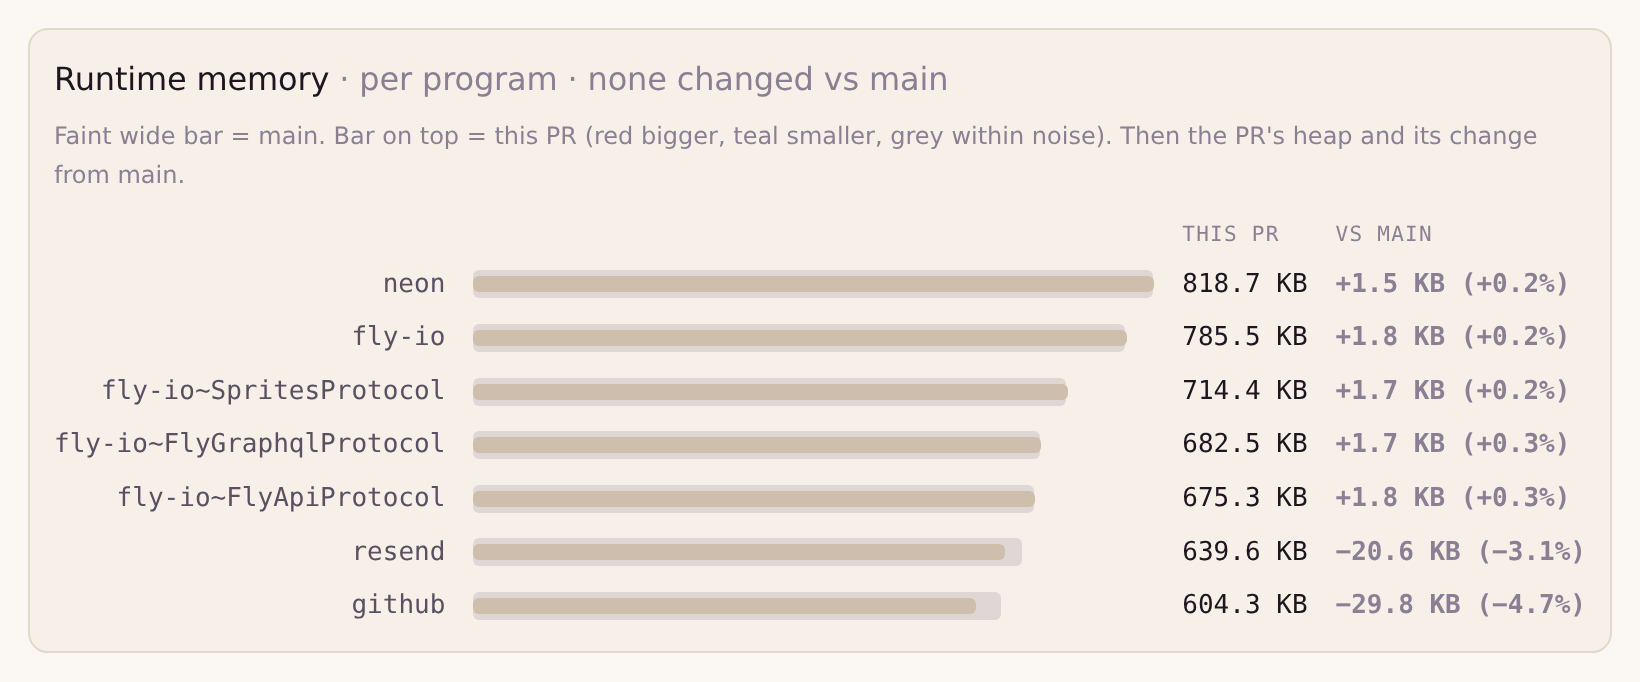 Runtime memory · per program · none changed vs main
Faint wide bar = main. Bar on top = this PR (red bigger, teal smaller, grey within noise). Then the PR's heap and its change
from main.
THIS PR VS MAIN
neon 818.7 KB +1.5 KB (+0.2%)
fly-io 785.5 KB +1.8 KB (+0.2%)
fly-io~SpritesProtocol 714.4 KB +1.7 KB (+0.2%)
fly-io~FlyGraphqlProtocol 682.5 KB +1.7 KB (+0.3%)
fly-io~FlyApiProtocol 675.3 KB +1.8 KB (+0.3%)
resend 639.6 KB −20.6 KB (−3.1%)
github 604.3 KB −29.8 KB (−4.7%)